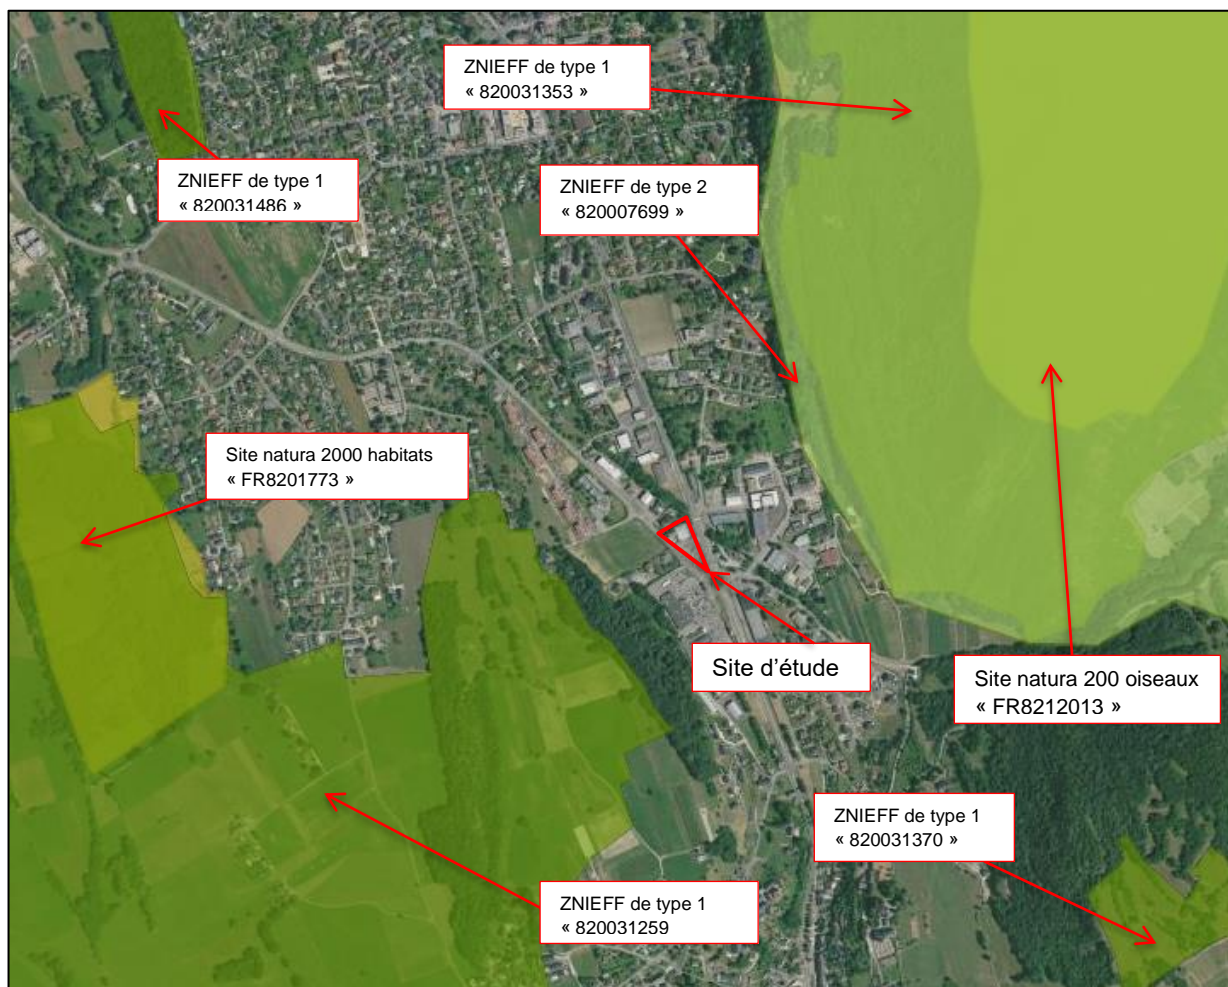 ZNIEFF de type 1
« 820031353 »
ZNIEFF de type 1
« 820031486 »
ZNIEFF de type 2
« 820007699 »
Site natura 2000 habitats
« FR8201773 »
Site d’étude
Site natura 200 oiseaux
« FR8212013 »
ZNIEFF de type 1
« 820031370 »
ZNIEFF de type 1
« 820031259